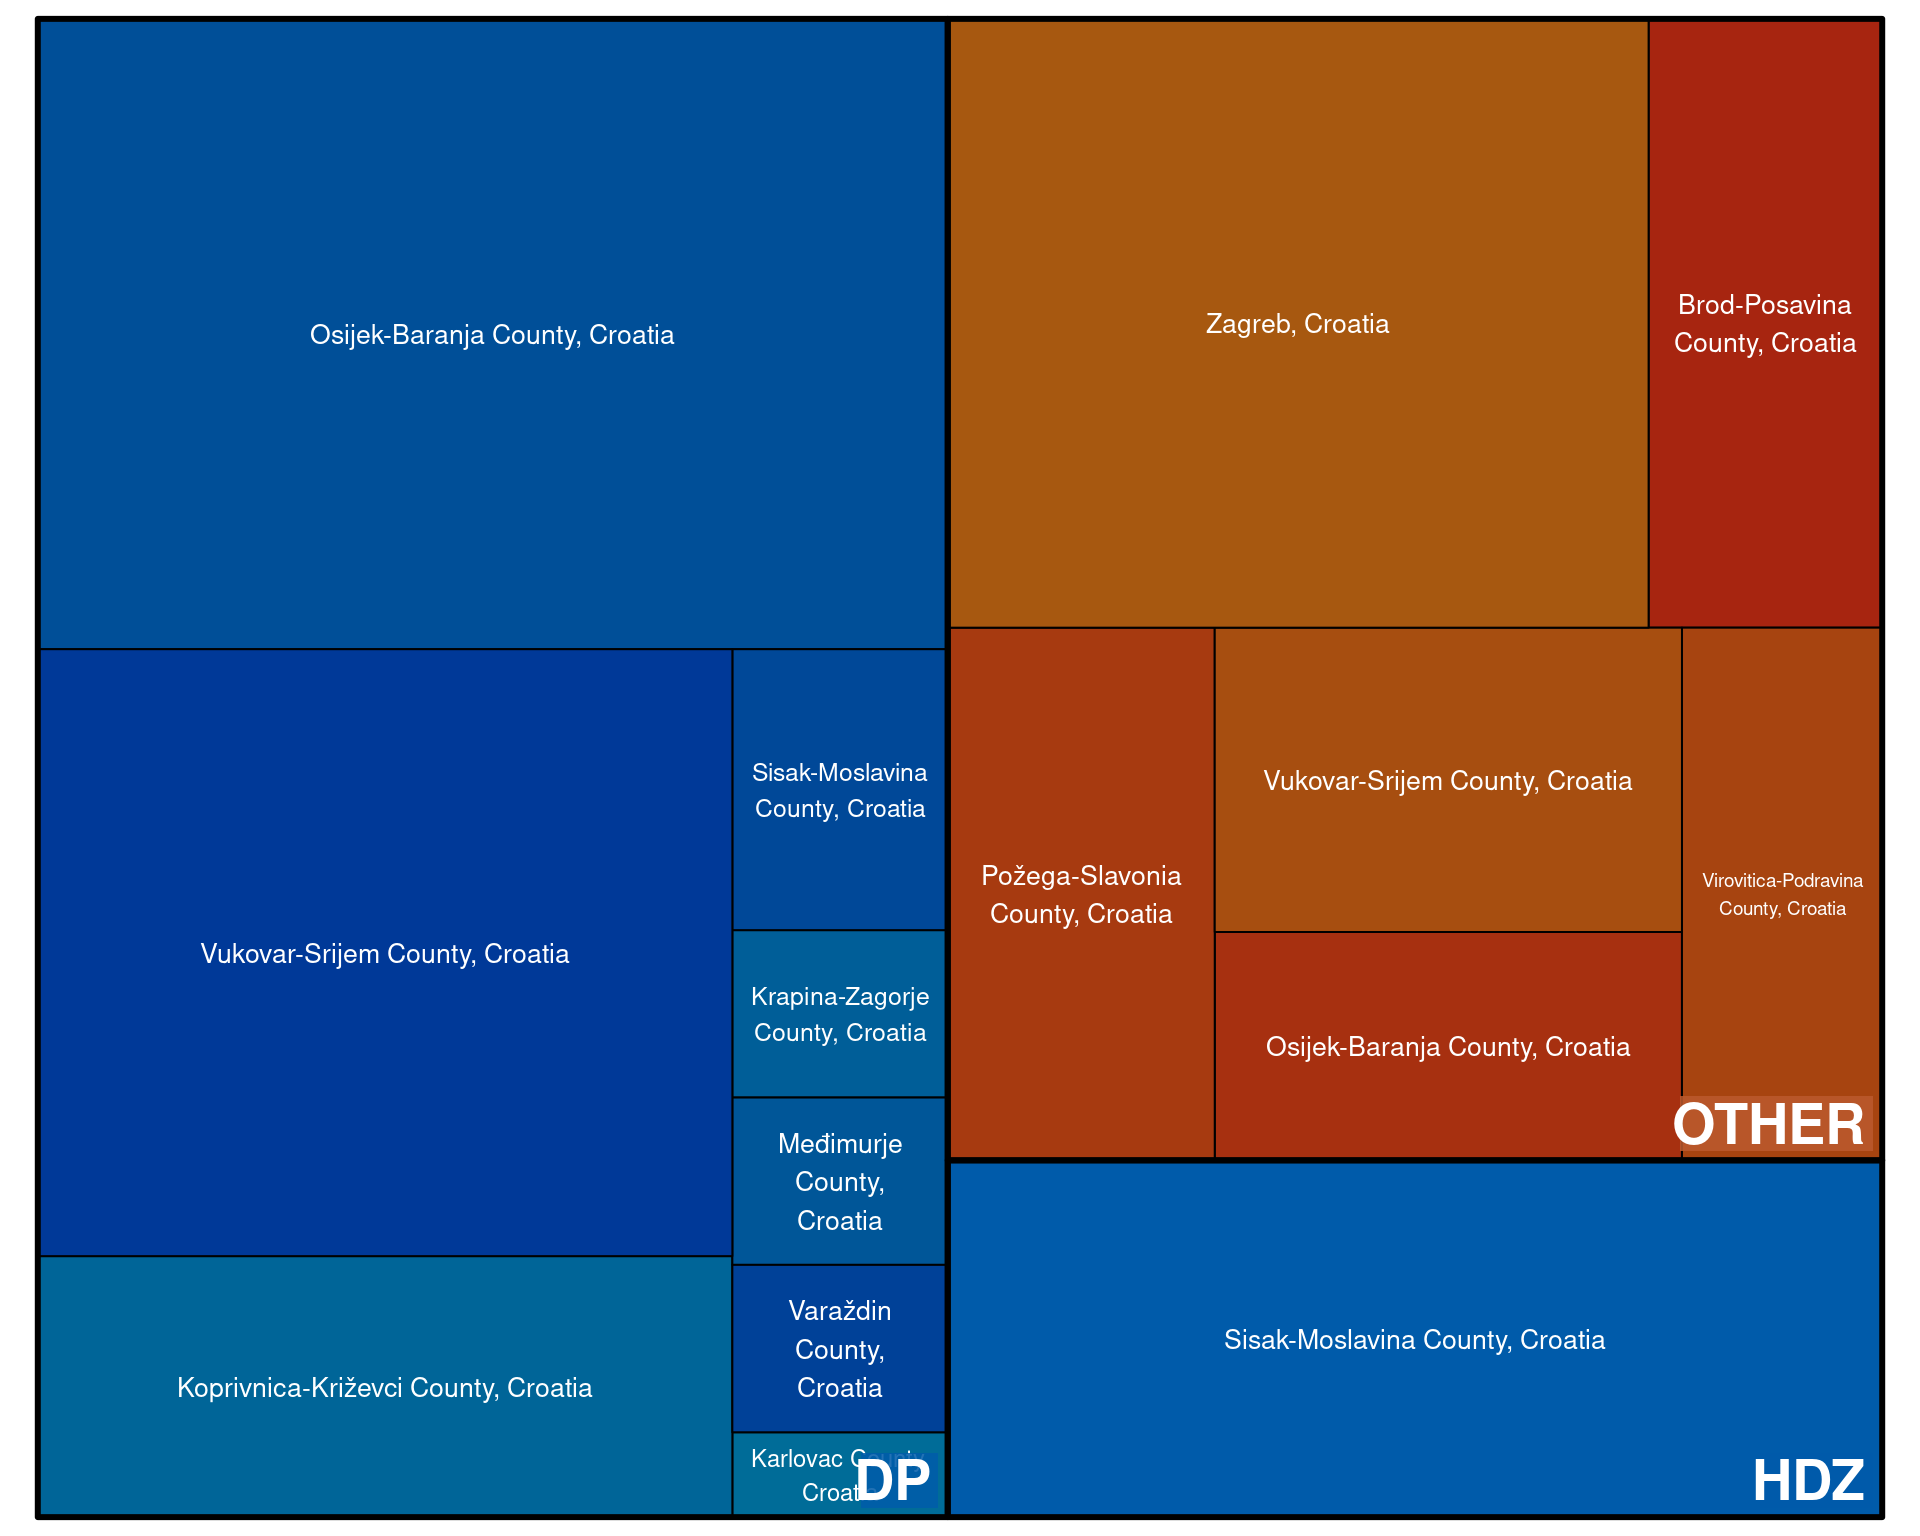 Osijek-Baranja County, Croatia
Vukovar-Srijem County, Croatia
Sisak-Moslavina
County, Croatia
Krapina-Zagorje
County, Croatia
Međimurje
County,
Croatia
Varaždin
County,
Croatia
Koprivnica-Križevci County, Croatia
Karlovac County,
Croatia
DP
Zagreb, Croatia
Brod-Posavina
County, Croatia
Požega-Slavonia
County, Croatia
Vukovar-Srijem County, Croatia
Osijek-Baranja County, Croatia
Virovitica-Podravina
County, Croatia
OTHER
Sisak-Moslavina County, Croatia
HDZ